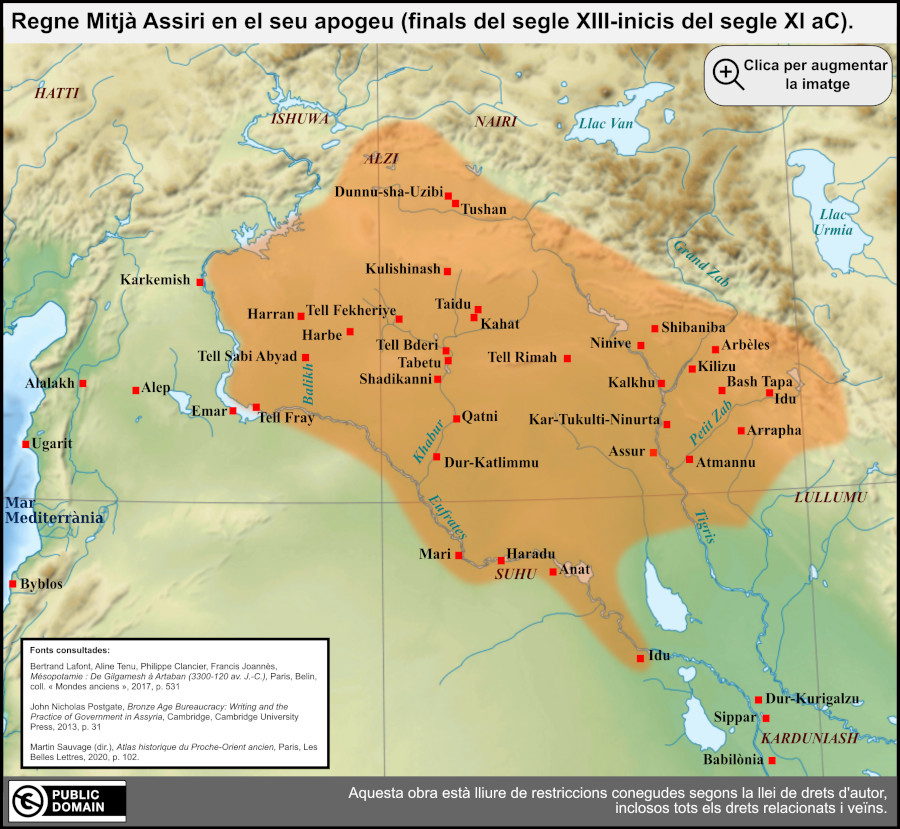 Regne Mitjà Assiri en el seu apogeu (finals del segle XIII-inicis del segle XI aC).
Clica per augmentar
la imatge
HATTI
ISHUWA
NAIRI
Llac Van
ALZI
Dunnu-sha-Uzibi
Tushan
Llac
Urmia
Grand Zab
Karkemish
Kulishinash
Harran
Tell Fekheriye
Taidu
Kahat
Harbe
Shibaniba
Ninive
Arbèles
Tell Bderi
Tabetu
Tell Sabi Abyad
Tell Rimah
Kilizu
Shadikanni
Kalkhu
Bash Tapa
Idu
Alalakh
Alep
Balikh
Emar
Tell Fray
Qatni
Kar-Tukulti-Ninurta
Petit Zab
Arrapha
Ugarit
Khabur
Dur-Katlimmu
Assur
Atmannu
LULLUMU
Mar
Mediterrània
Eufrates
Tigris
Mari
Haradu
SUHU
Anat
Byblos
Idu
Dur-Kurigalzu
Sippar
KARDUNIASH
Babilònia
Fonts consultades:
Bertrand Lafont, Aline Tenu, Philippe Clancier, Francis Joannès,
Mésopotamie : De Gilgamesh à Artaban (3300-120 av. J.-C.), Paris, Belin,
coll. « Mondes anciens », 2017, p. 531
John Nicholas Postgate, Bronze Age Bureaucracy: Writing and the
Practice of Government in Assyria, Cambridge, Cambridge University
Press, 2013, p. 31
Martin Sauvage (dir.), Atlas historique du Proche-Orient ancien, Paris, Les
Belles Lettres, 2020, p. 102.
PUBLIC
DOMAIN
Aquesta obra està lliure de restriccions conegudes segons la llei de drets d'autor,
inclosos tots els drets relacionats i veïns.